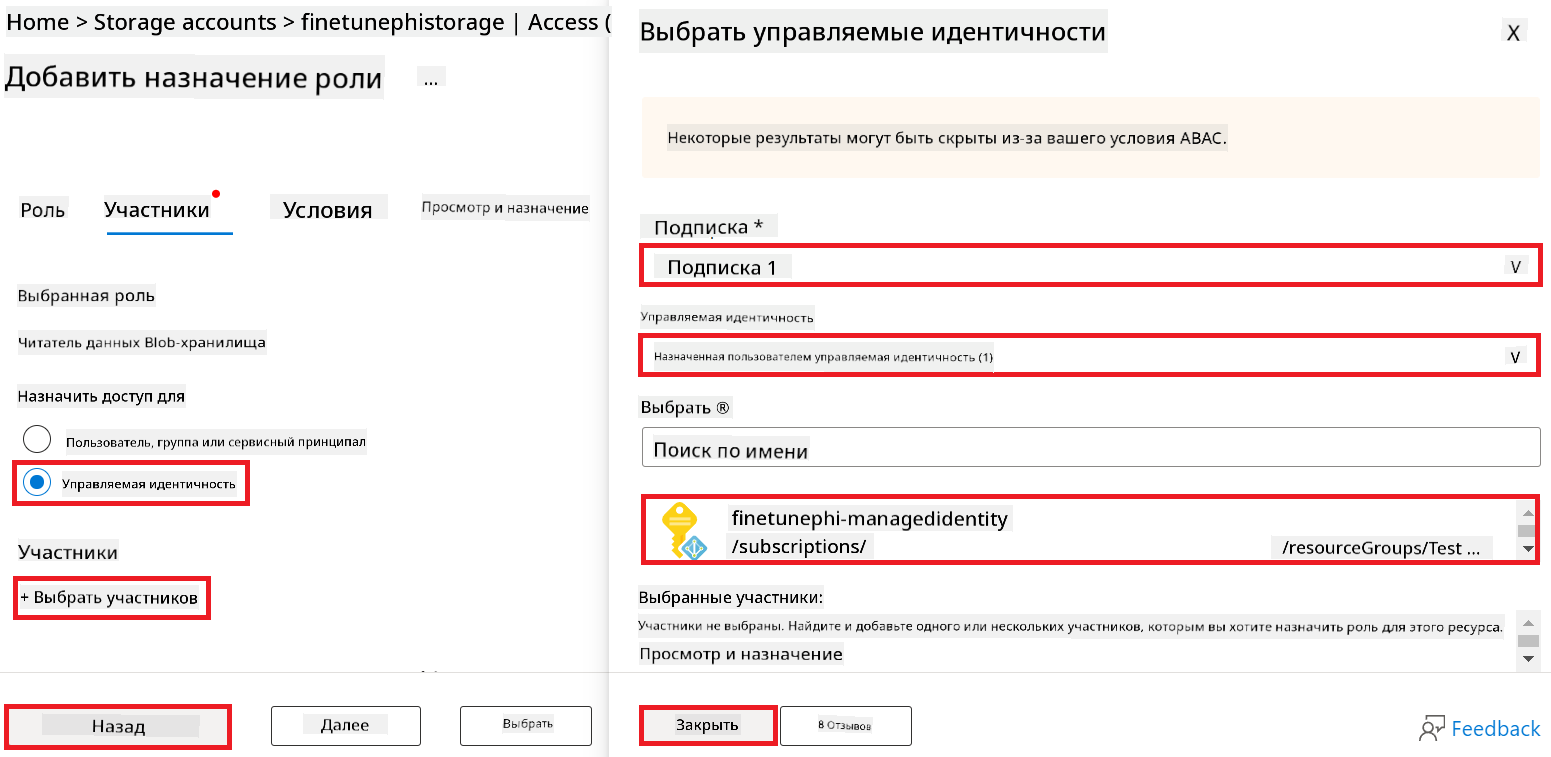 Home > Storage accounts > finetunephistorage | Access (
Добавить назначение роли
...
Роль
Участники
Условия
Просмотр и назначение
Выбранная роль
Читатель данных Blob-хранилища
Назначить доступ для
Пользователь, группа или сервисный принципал
Управляемая идентичность
Участники
+ Выбрать участников
Назад
Далее
Выбрать
Выбрать управляемые идентичности
X
Некоторые результаты могут быть скрыты из-за вашего условия ABAC.
Подписка *
Подписка 1
V
Управляемая идентичность
Назначенная пользователем управляемая идентичность (1)
V
Выбрать ®
Поиск по имени
finetunephi-managedidentity
/subscriptions/ /resourceGroups/Test ...
Выбранные участники:
Участники не выбраны. Найдите и добавьте одного или нескольких участников, которым вы хотите назначить роль для этого ресурса.
Просмотр и назначение
Закрыть
8 Отзывов
Feedback